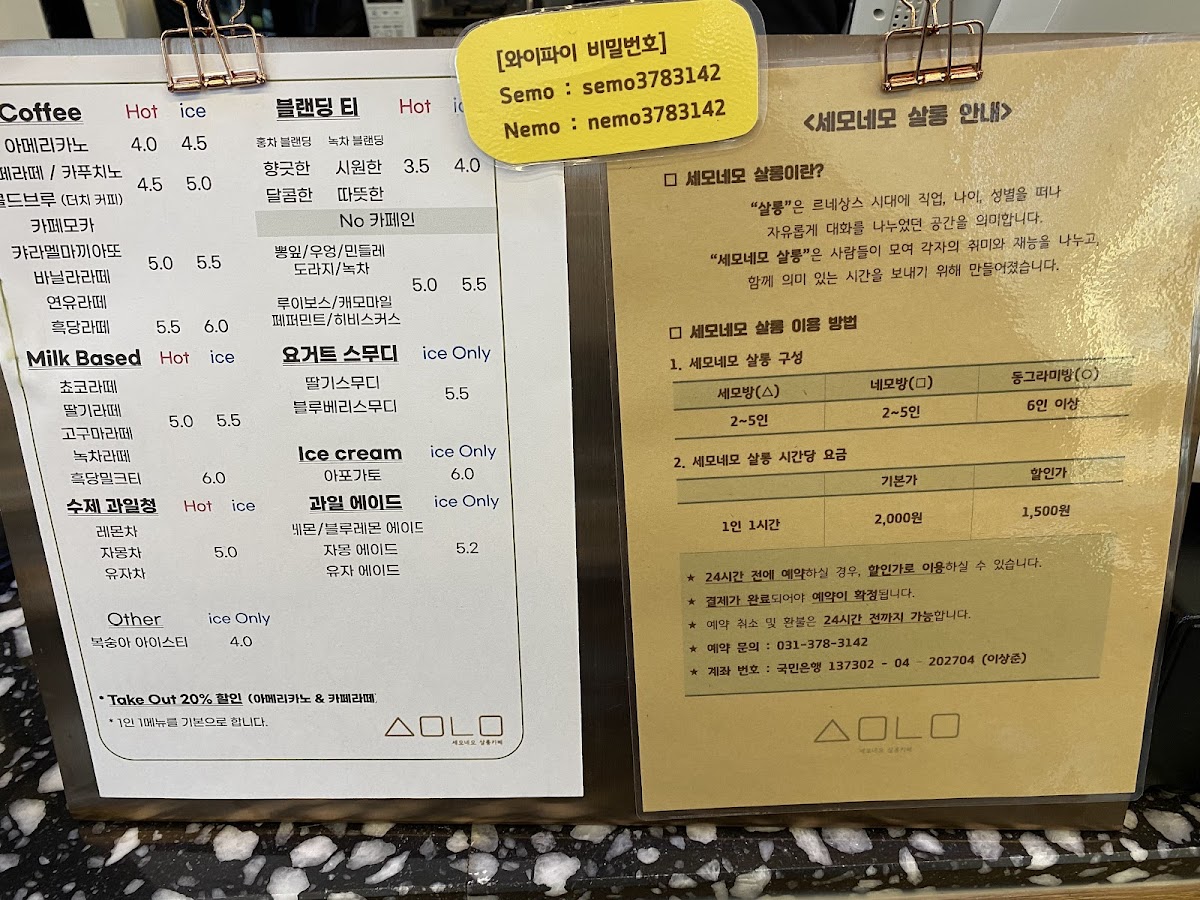 [와이파이 비밀번호]
Semo : semo3783142
Nemo : nemo3783142
Coffee Hot ice
아메리카노 4.0 4.5
페라떼 / 카푸치노
콜드브루 (더치 커피) 4.5 5.0
카페모카
캬라멜마끼아또 5.0 5.5
바닐라라떼
연유라떼
흑당라떼 5.5 6.0
Milk Based Hot ice
쵸코라떼
딸기라떼
고구마라떼 5.0 5.5
녹차라떼
흑당밀크티 6.0
수제 과일청 Hot ice
레몬차
자몽차 5.0
유자차
Other ice Only
복숭아 아이스티 4.0
블랜딩 티 Hot
홍차 블랜딩 녹차 블랜딩
향긋한 시원한 3.5 4.0
달콤한 따뜻한
No 카페인
뽕잎/우엉/민들레
도라지/녹차
5.0 5.5
루이보스/캐모마일
페퍼민트/히비스커스
요거트 스무디 ice Only
딸기스무디
5.5
블루베리스무디
Ice cream ice Only
아포가토 6.0
과일 에이드 ice Only
레몬/블루레몬 에이드
자몽 에이드 5.2
유자 에이드
* Take Out 20% 할인 (아메리카노 & 카페라떼)
* 1인 1메뉴를 기본으로 합니다.
세모네모 살롱카페
<세모네모 살롱 안내>
□ 세모네모 살롱이란?
“살롱”은 르네상스 시대에 직업, 나이, 성별을 떠나
자유롭게 대화를 나누었던 공간을 의미합니다.
“세모네모 살롱”은 사람들이 모여 각자의 취미와 재능을 나누고,
함께 의미 있는 시간을 보내기 위해 만들어졌습니다.
□ 세모네모 살롱 이용 방법
1. 세모네모 살롱 구성
세모방(△) 네모방(□) 동그라미방(○)
2~5인 2~5인 6인 이상
2. 세모네모 살롱 시간당 요금
기본가 할인가
1인 1시간 2,000원 1,500원
★ 24시간 전에 예약하실 경우, 할인가로 이용하실 수 있습니다.
★ 결제가 완료되어야 예약이 확정됩니다.
★ 예약 취소 및 환불은 24시간 전까지 가능합니다.
★ 예약 문의 : 031-378-3142
★ 계좌 번호 : 국민은행 137302 - 04 - 202704 (이상준)
세모네모 살롱카페